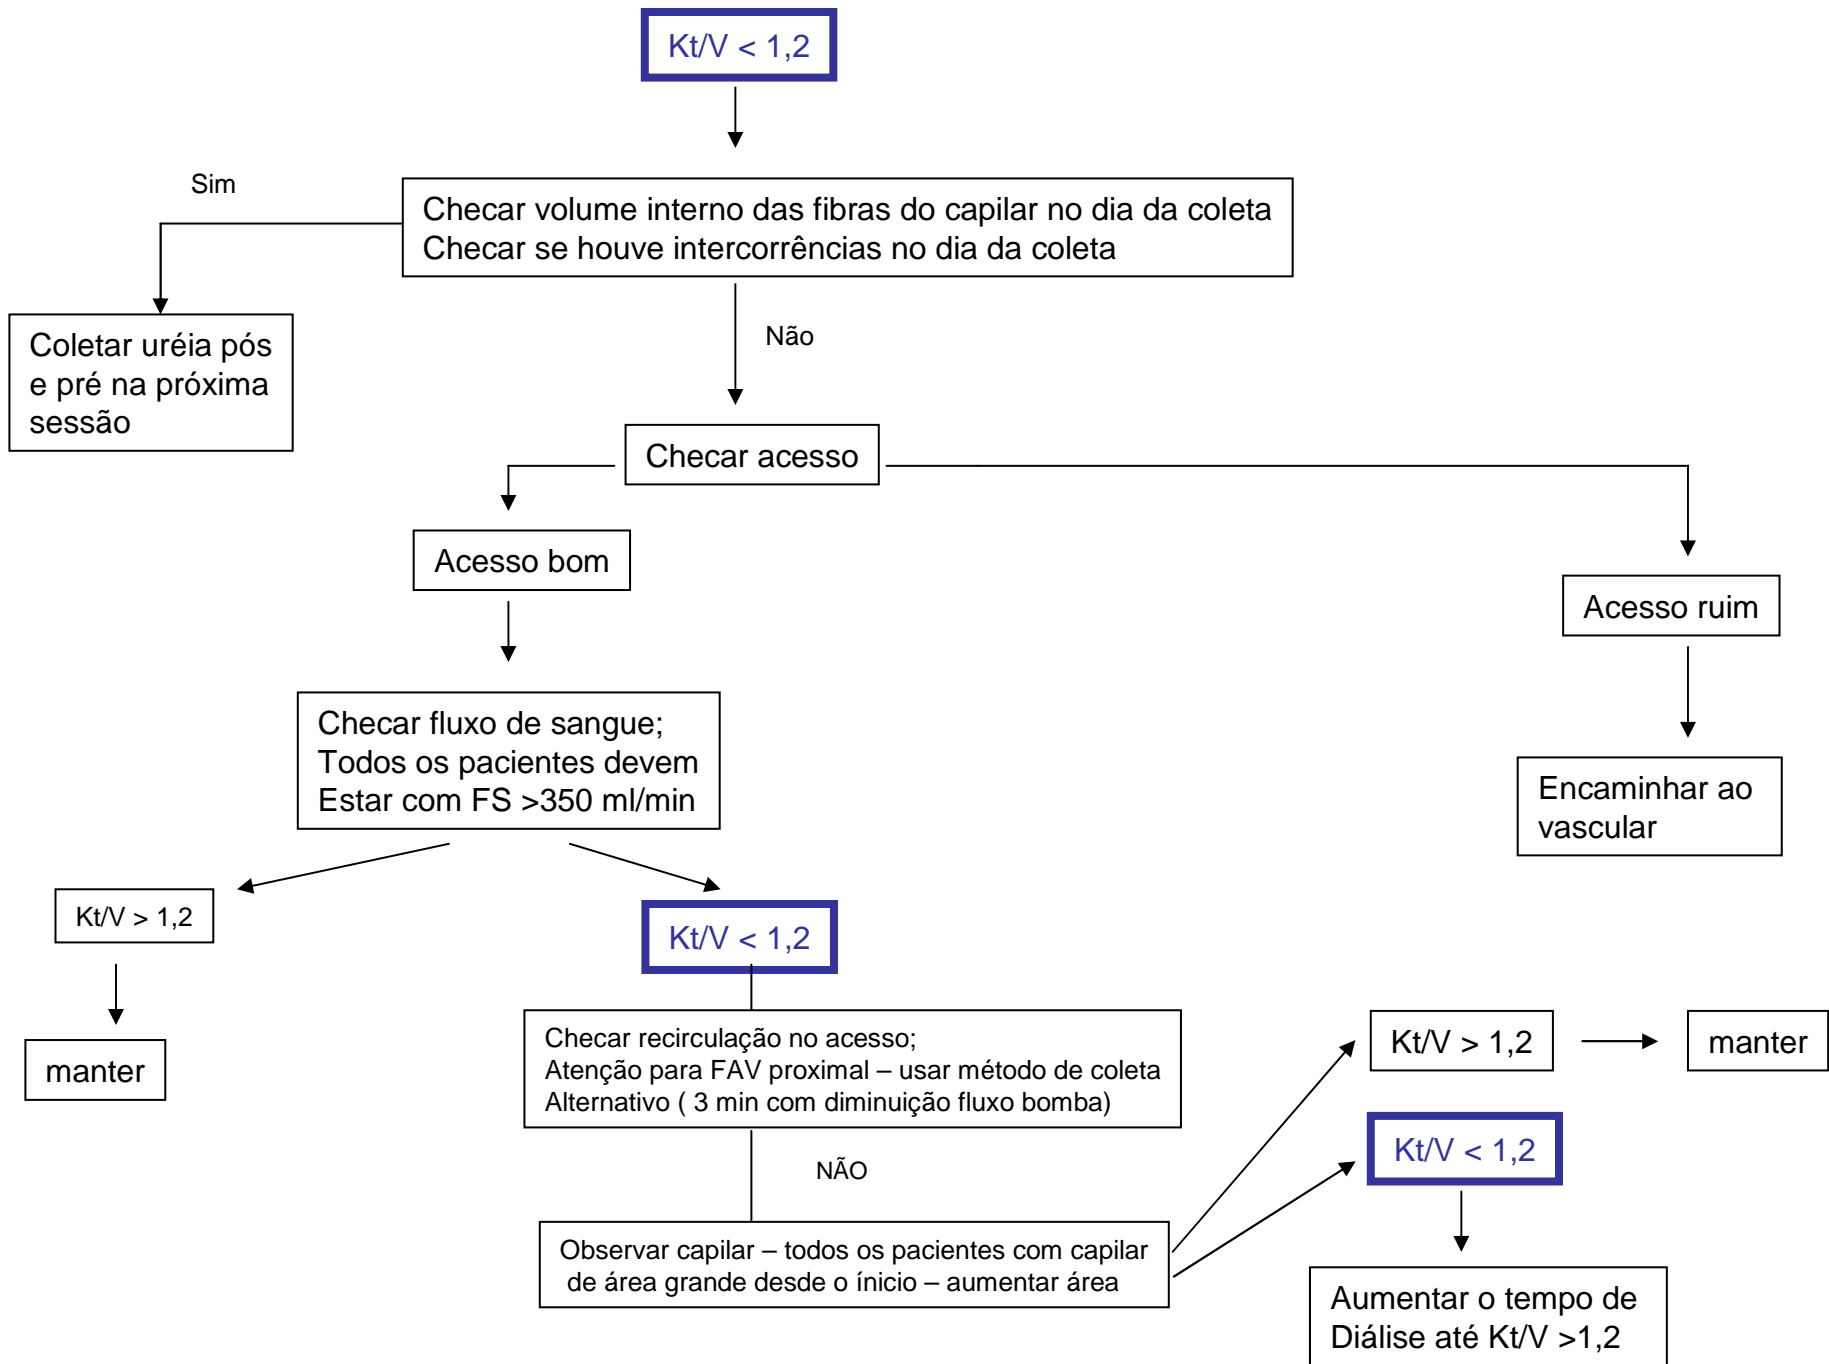 Kt/V < 1,2
Sim
Checar volume interno das fibras do capilar no dia da coleta
Checar se houve intercorrências no dia da coleta
Coletar uréia pós
e pré na próxima
sessão
Não
Checar acesso
Acesso bom
Acesso ruim
Checar fluxo de sangue;
Todos os pacientes devem
Estar com FS >350 ml/min
Encaminhar ao
vascular
Kt/V > 1,2
Kt/V < 1,2
manter
Checar recirculação no acesso;
Atenção para FAV proximal – usar método de coleta
Alternativo ( 3 min com diminuição fluxo bomba)
Kt/V > 1,2
manter
NÃO
Kt/V < 1,2
Observar capilar – todos os pacientes com capilar
de área grande desde o ínicio – aumentar área
Aumentar o tempo de
Diálise até Kt/V >1,2